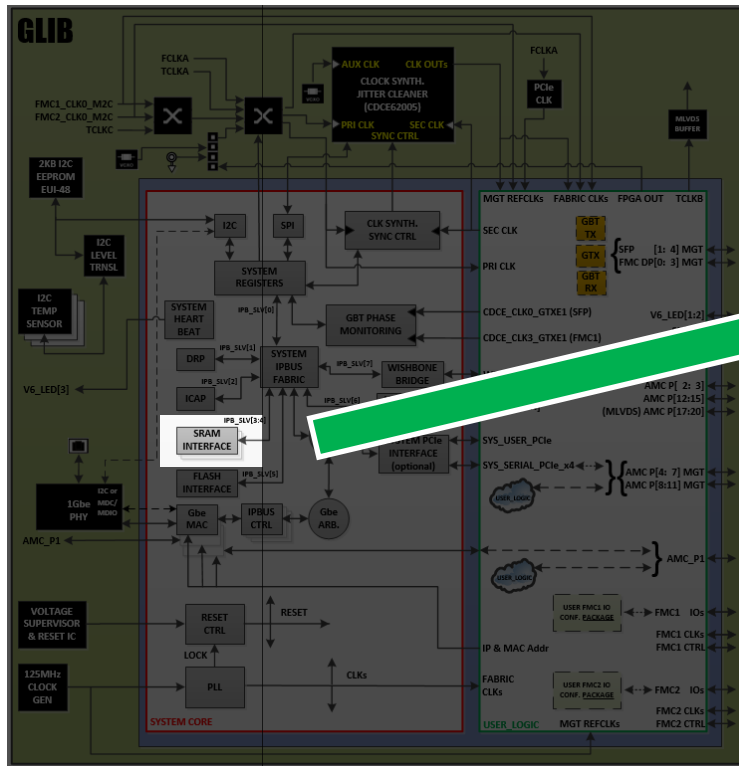 GLIB
FCLKA
TCLKA
FMC1_CLK0_M2C
FMC2_CLK0_M2C
TCLKC
AUX CLK
CLK OUTs
CLOCK SYNTH.
JITTER CLEANER
(CDCE62005)
PRI CLK
SEC CLK
SYNC CTRL
FCLKA
PCIe
CLK
MLVDS
BUFFER
2KB I2C
EEPROM
EUI-48
I2C
LEVEL
TRNSL
I2C
TEMP
SENSOR
V6_LED[3]
I2C
SPI
CLK SYNTH.
SYNC CTRL
SYSTEM
REGISTERS
IPB_SLV[0]
SYSTEM
HEART
BEAT
GBT PHASE
MONITORING
DRP
IPB_SLV[1]
SYSTEM
IPBUS
FABRIC
IPB_SLV[7]
WISHBONE
BRIDGE
ICAP
IPB_SLV[2]
IPB_SLV[6]
IPB_SLV[3:4]
SRAM
INTERFACE
PCIe
INTERFACE
(optional)
FLASH
INTERFACE
IPB_SLV[5]
1Gbe
PHY
I2C or
MDC/
MDIO
Gbe
MAC
IPBUS
CTRL
Gbe
ARB.
AMC_P1
VOLTAGE
SUPERVISOR
& RESET IC
RESET
CTRL
RESET
LOCK
125MHz
CLOCK
GEN
PLL
CLKs
SYSTEM CORE
MGT REFCLKs
FABRIC CLKs
FPGA OUT
TCLKB
SEC CLK
PRI CLK
GBT
TX
GTX
GBT
RX
SFP [1: 4] MGT
FMC DP[0: 3] MGT
CDCE_CLK0_GTXE1 (SFP)
V6_LED[1:2]
CDCE_CLK3_GTXE1 (FMC1)
AMC P[ 2: 3]
AMC P[12:15]
(MLVDS) AMC P[17:20]
SYS_USER_PCIe
SYS_SERIAL_PCIe_x4
AMC P[4: 7] MGT
AMC P[8:11] MGT
USER_LOGIC
AMC_P1
USER_LOGIC
USER FMC1 IO
CONF. PACKAGE
FMC1 IOs
FMC1 CLKs
FMC1 CTRL
IP & MAC Addr
FABRIC
CLKs
USER FMC2 IO
CONF. PACKAGE
FMC2 IOs
FMC2 CLKs
FMC2 CTRL
USER_LOGIC
MGT REFCLKs